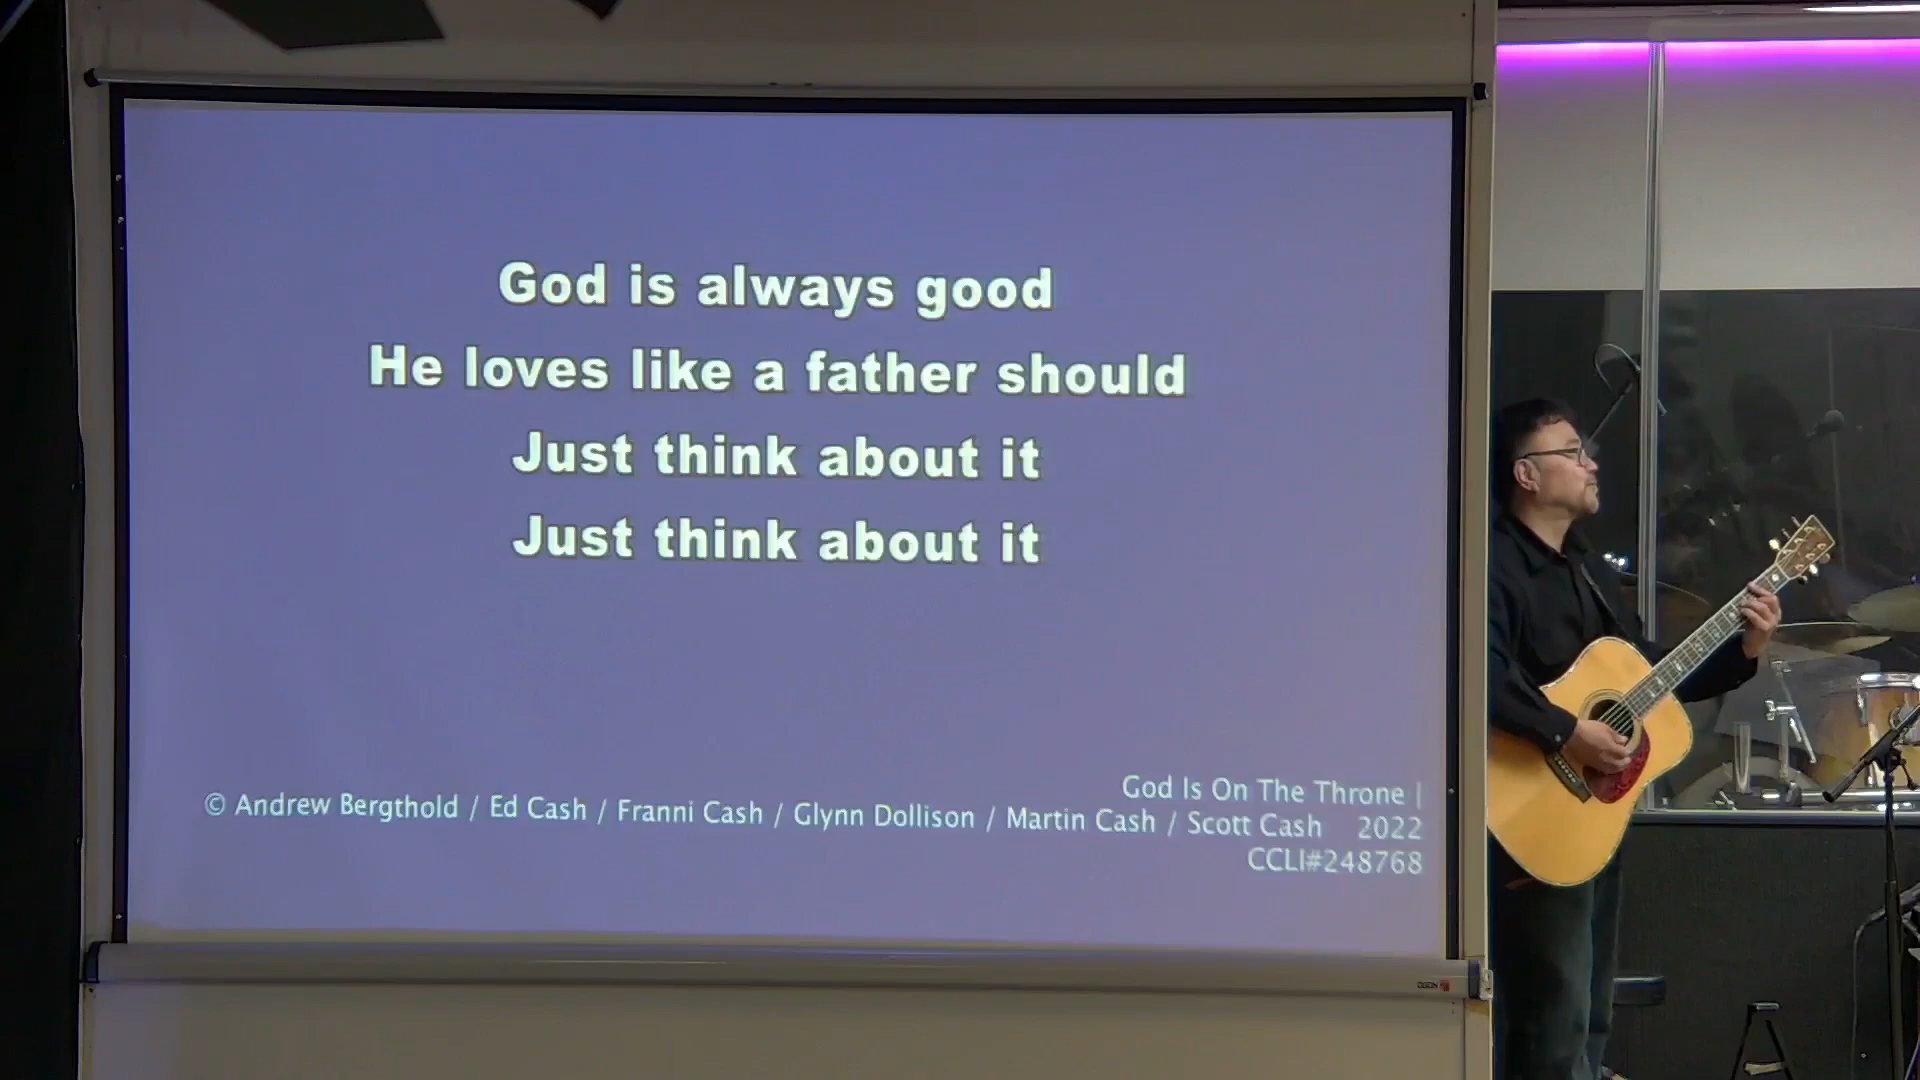 God is always good
He loves like a father should
Just think about it
Just think about it
God Is On The Throne |
© Andrew Bergthold / Ed Cash / Franni Cash / Glynn Dollison / Martin Cash / Scott Cash 2022
CCLI#248768